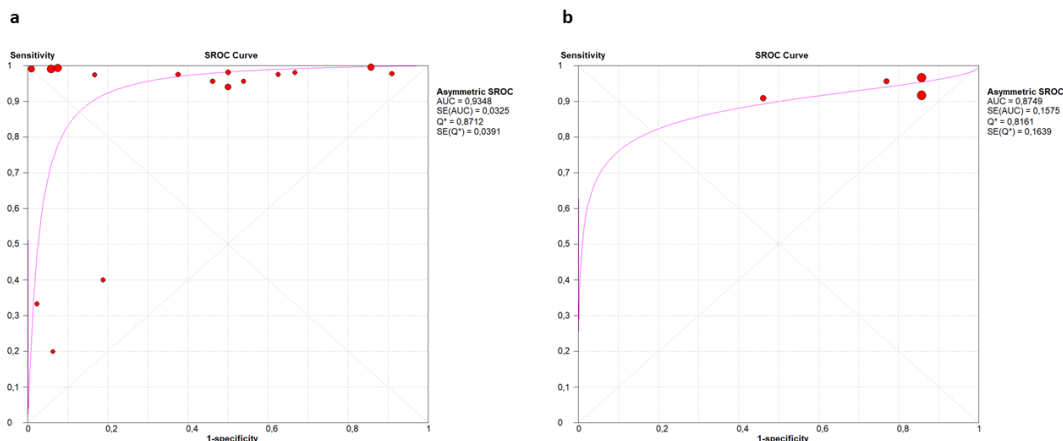 a
Sensitivity SROC Curve
1
0,9
0,8
0,7
0,6
0,5
0,4
0,3
0,2
0,1
0
0 0,2 0,4 0,6 0,8 1
1-specificity
Asymmetric SROC
AUC = 0,9348
SE(AUC) = 0,0325
Q* = 0,8712
SE(Q*) = 0,0391
b
Sensitivity SROC Curve
1
0,9
0,8
0,7
0,6
0,5
0,4
0,3
0,2
0,1
0
0 0,2 0,4 0,6 0,8 1
1-specificity
Asymmetric SROC
AUC = 0,8749
SE(AUC) = 0,1575
Q* = 0,8161
SE(Q*) = 0,1639